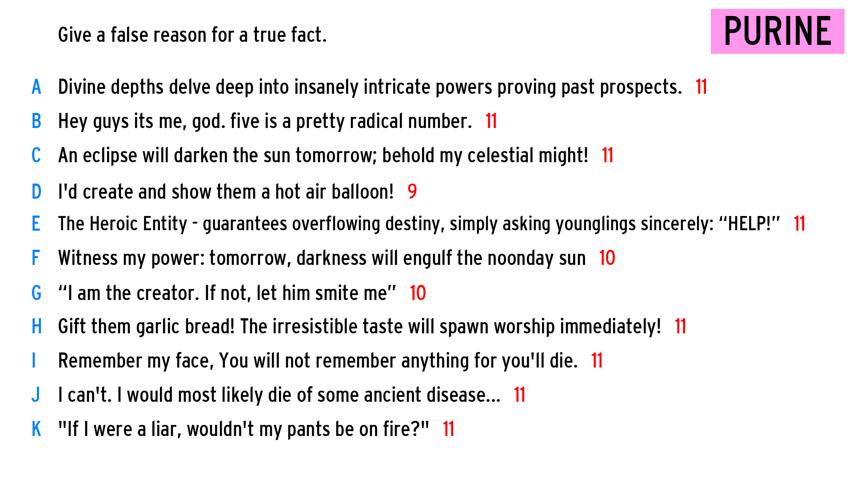 Give a false reason for a true fact.
PURINE
A Divine depths delve deep into insanely intricate powers proving past prospects. 11
B Hey guys its me, god. five is a pretty radical number. 11
C An eclipse will darken the sun tomorrow; behold my celestial might! 11
D I'd create and show them a hot air balloon! 9
E The Heroic Entity - guarantees overflowing destiny, simply asking younglings sincerely: “HELP!” 11
F Witness my power: tomorrow, darkness will engulf the noonday sun 10
G “I am the creator. If not, let him smite me” 10
H Gift them garlic bread! The irresistible taste will spawn worship immediately! 11
I Remember my face, You will not remember anything for you'll die. 11
J I can't. I would most likely die of some ancient disease... 11
K "If I were a liar, wouldn't my pants be on fire?" 11